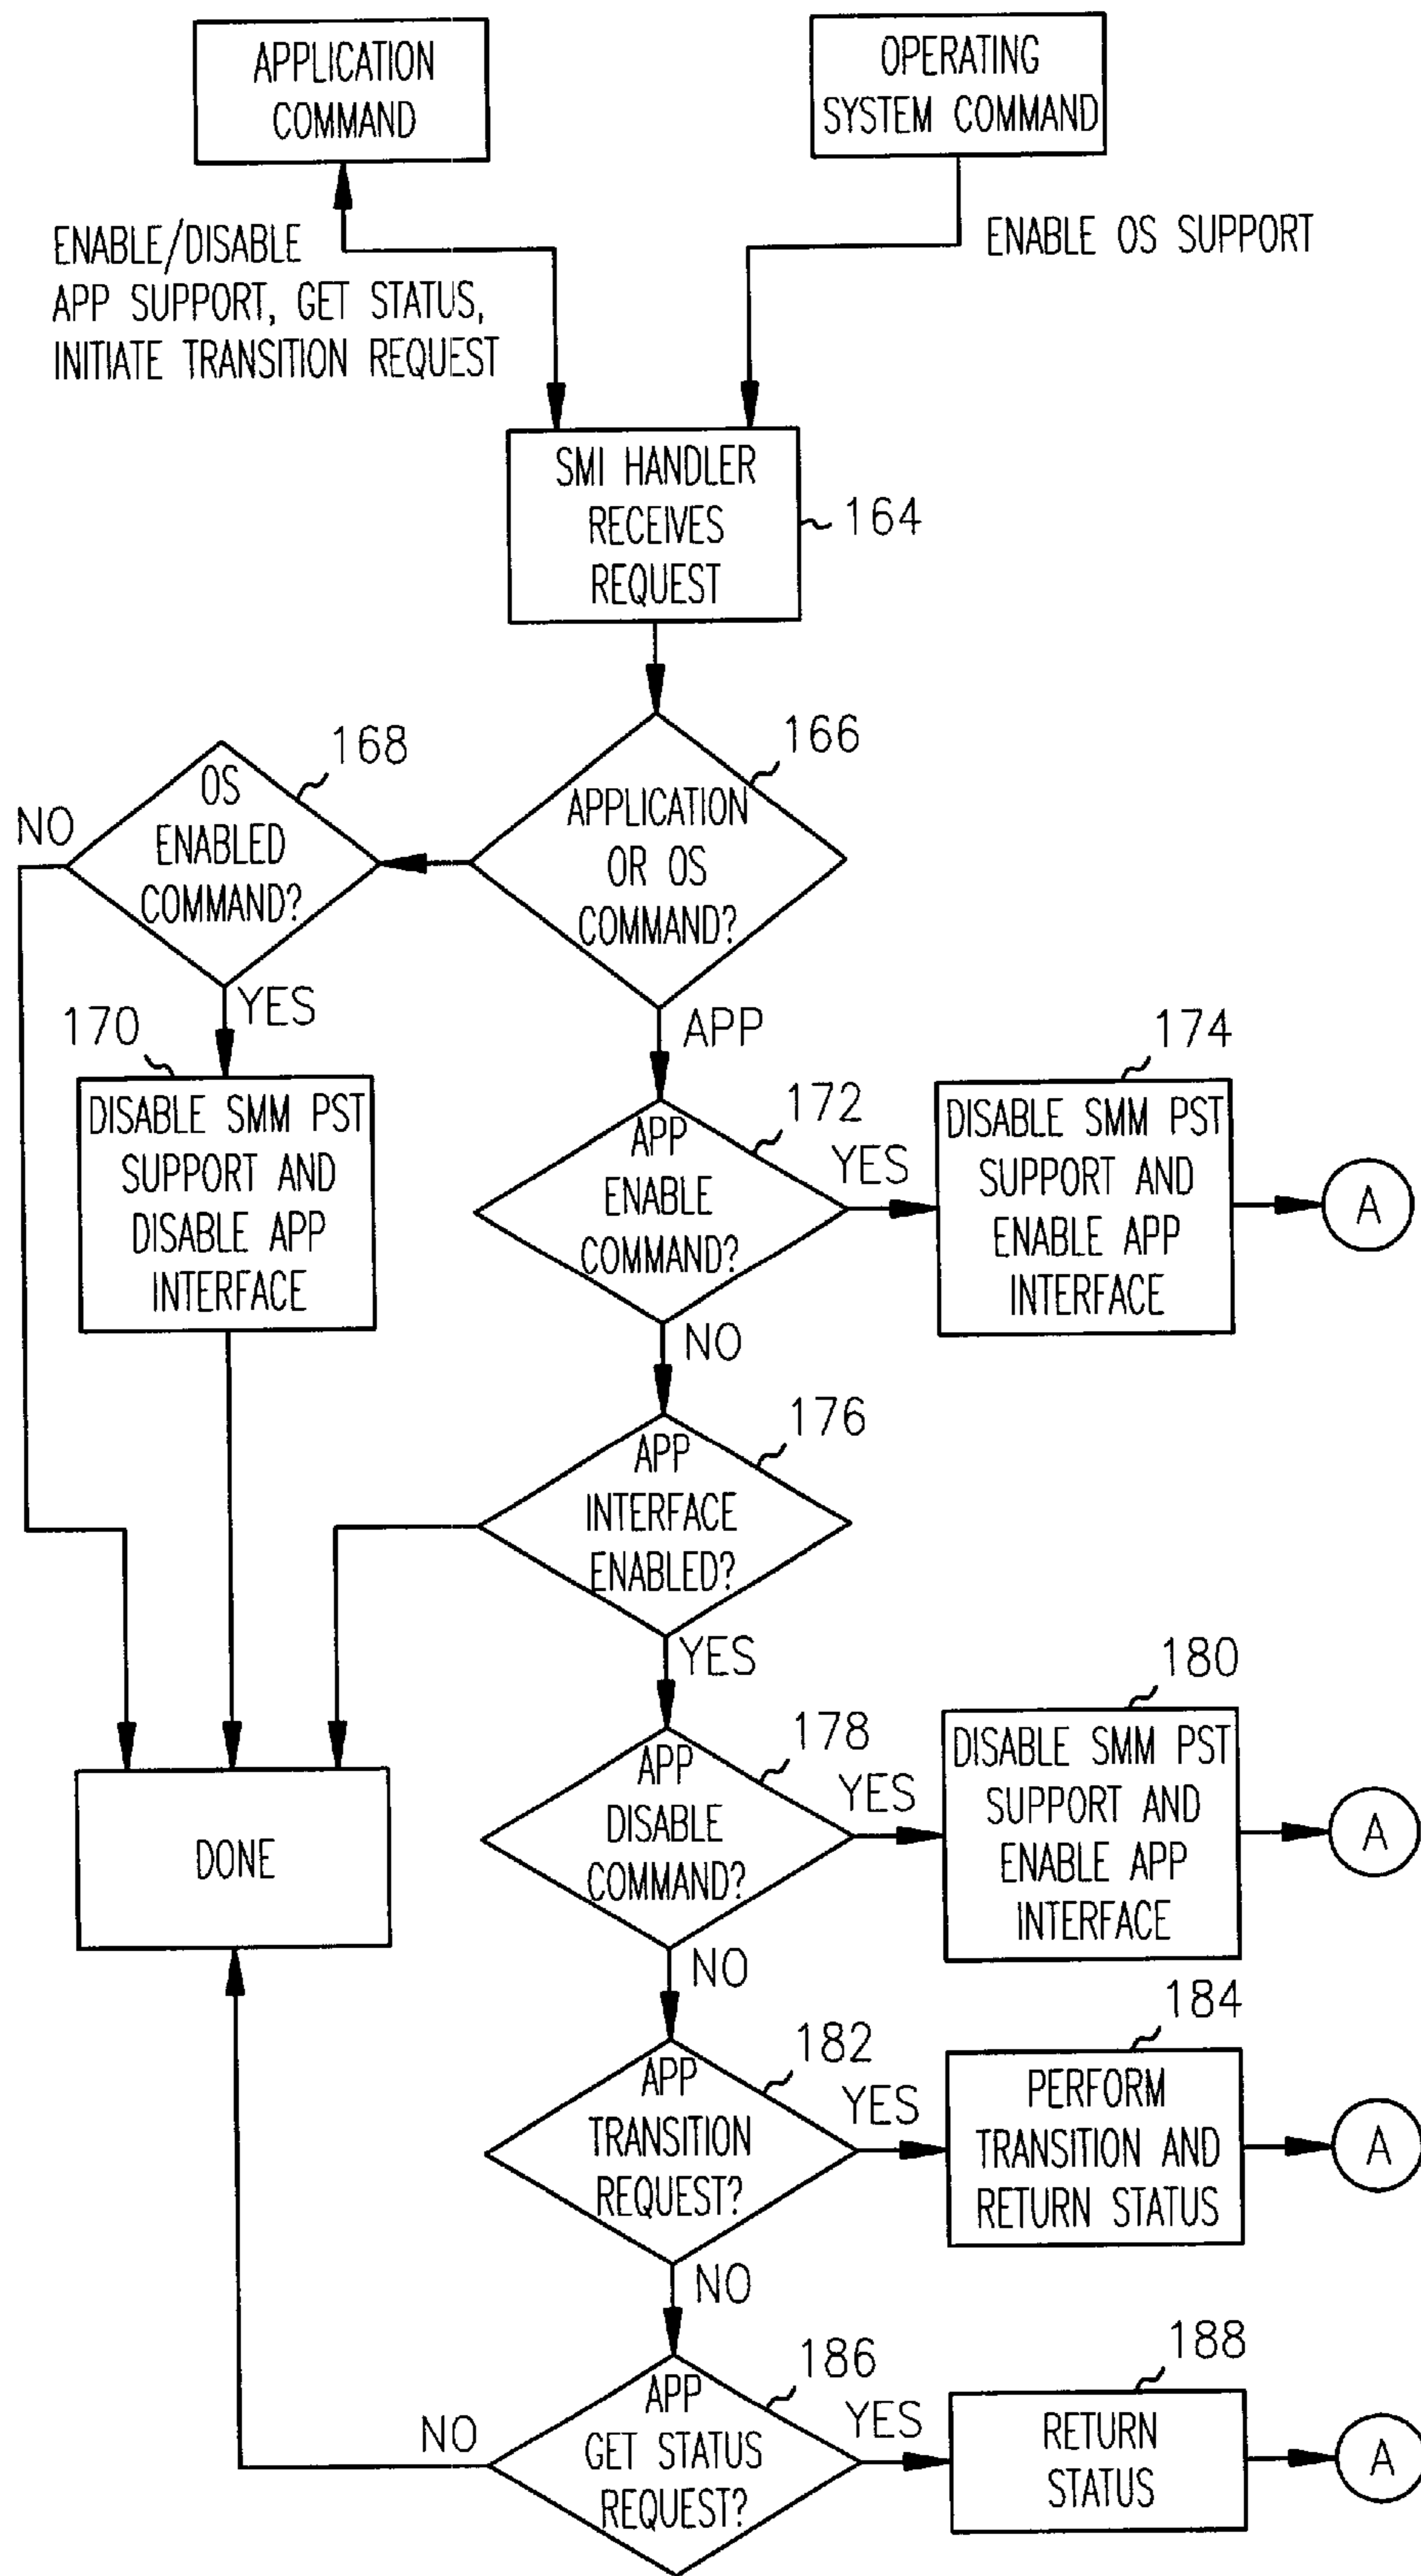 APPLICATION
COMMAND
OPERATING
SYSTEM COMMAND
ENABLE/DISABLE
APP SUPPORT, GET STATUS,
INITIATE TRANSITION REQUEST
ENABLE OS SUPPORT
SMI HANDLER
RECEIVES
REQUEST
164
166
APPLICATION
OR OS
COMMAND?
168
OS
ENABLED
COMMAND?
NO
YES
170
DISABLE SMM PST
SUPPORT AND
DISABLE APP
INTERFACE
APP
172
APP
ENABLE
COMMAND?
YES
174
DISABLE SMM PST
SUPPORT AND
ENABLE APP
INTERFACE
A
NO
176
APP
INTERFACE
ENABLED?
YES
DONE
178
APP
DISABLE
COMMAND?
YES
180
DISABLE SMM PST
SUPPORT AND
ENABLE APP
INTERFACE
A
NO
182
APP
TRANSITION
REQUEST?
YES
184
PERFORM
TRANSITION AND
RETURN STATUS
A
NO
186
APP
GET STATUS
REQUEST?
NO
YES
188
RETURN
STATUS
A